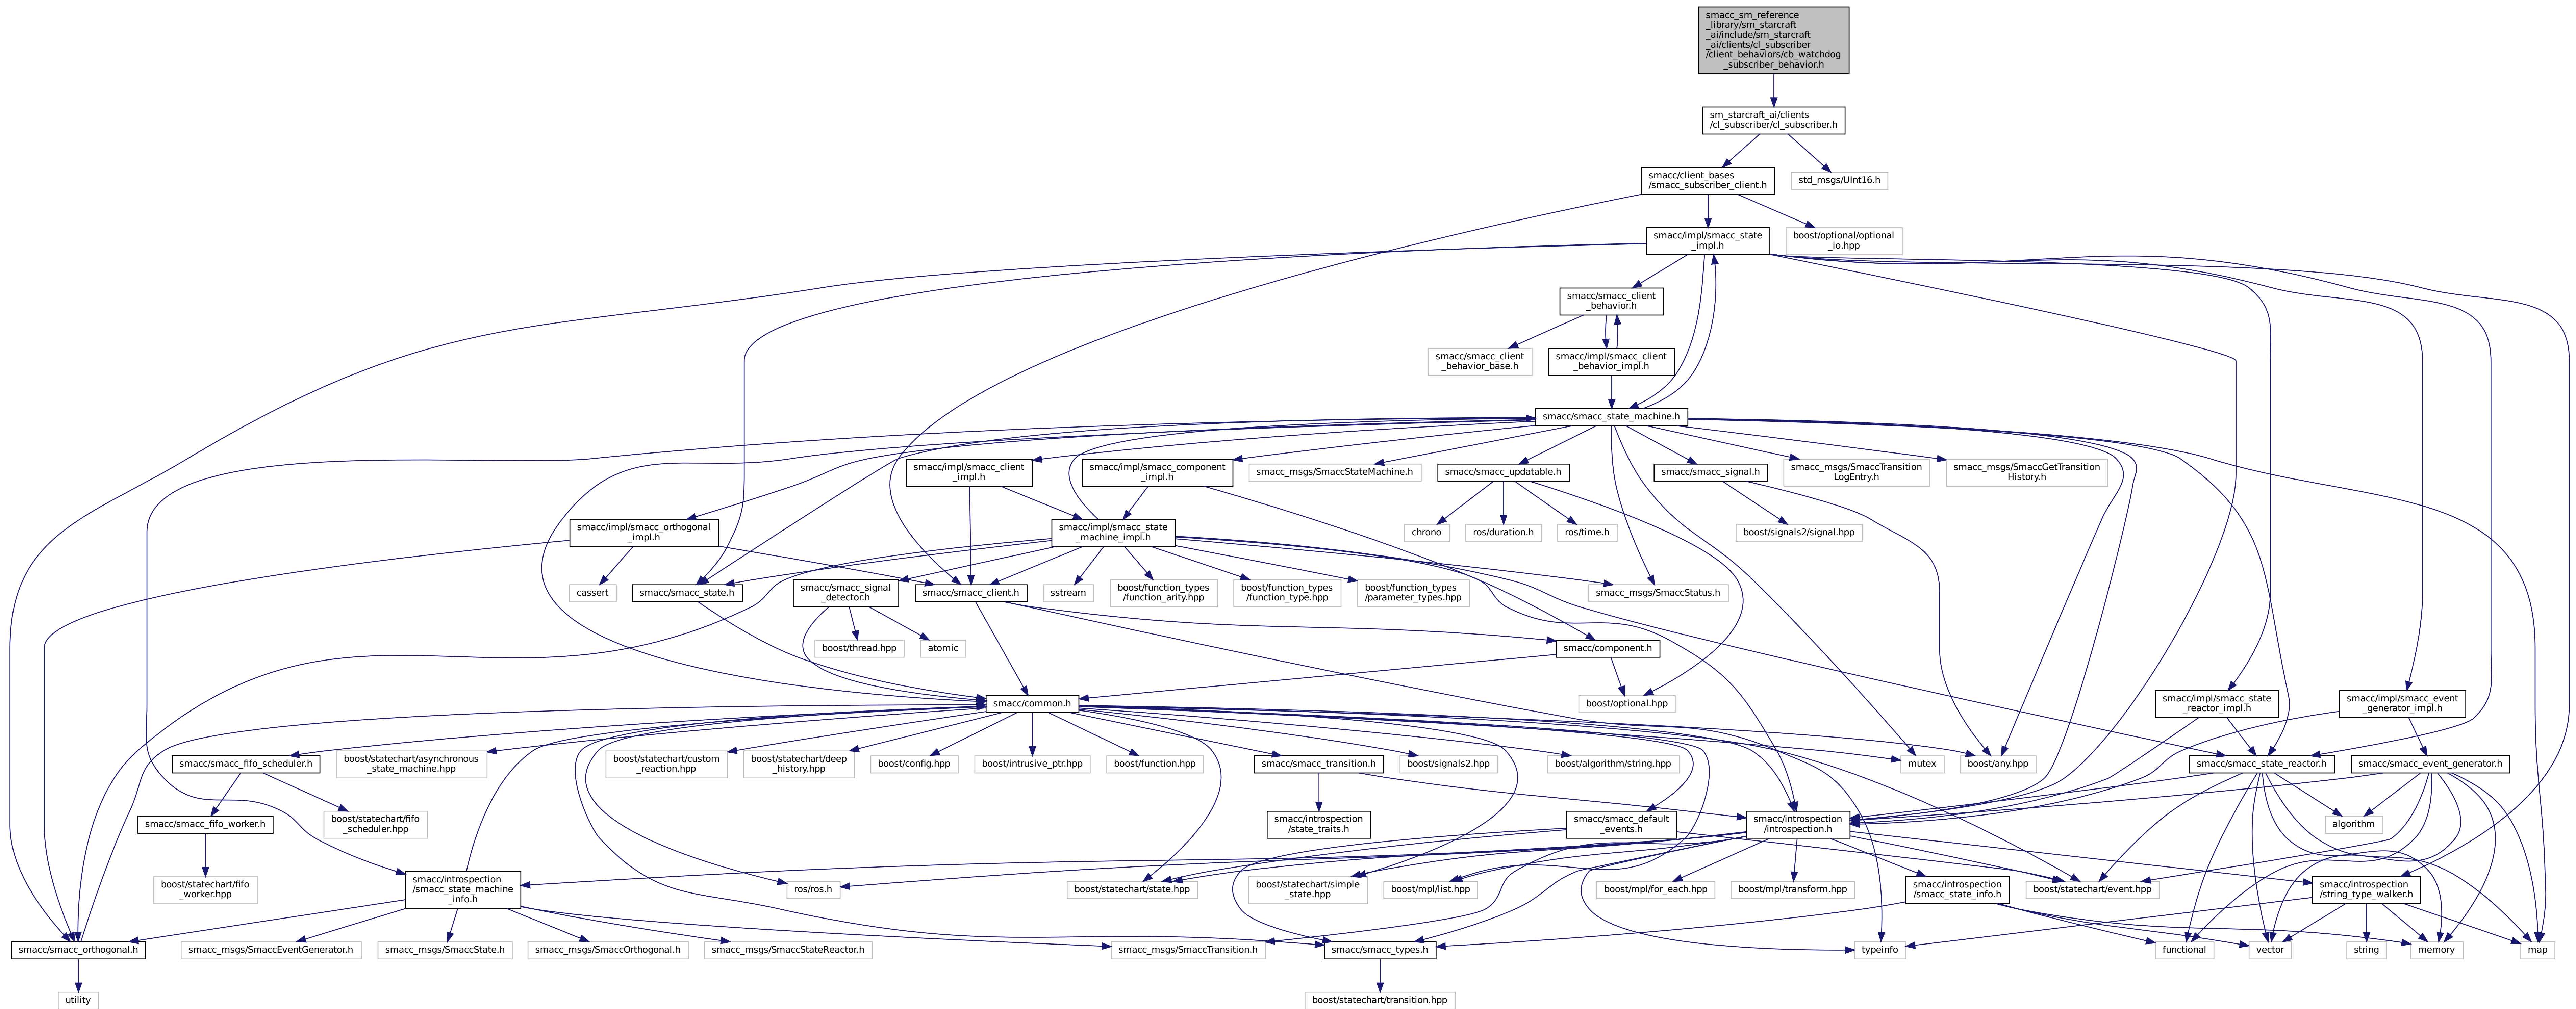 smacc_sm_reference
_library/sm_starcraft
_ai/include/sm_starcraft
_ai/clients/cl_subscriber
/client_behaviors/cb_watchdog
_subscriber_behavior.h
sm_starcraft_ai/clients
/cl_subscriber/cl_subscriber.h
smacc/client_bases
/smacc_subscriber_client.h
std_msgs/UInt16.h
smacc/impl/smacc_state
_impl.h
boost/optional/optional
_io.hpp
smacc/smacc_client
_behavior.h
smacc/smacc_client
_behavior_base.h
smacc/impl/smacc_client
_behavior_impl.h
smacc/smacc_state_machine.h
smacc/impl/smacc_client
_impl.h
smacc/impl/smacc_component
_impl.h
smacc_msgs/SmaccStateMachine.h
smacc/smacc_updatable.h
smacc/smacc_signal.h
smacc_msgs/SmaccTransition
LogEntry.h
smacc_msgs/SmaccGetTransition
History.h
smacc/impl/smacc_orthogonal
_impl.h
smacc/impl/smacc_state
_machine_impl.h
chrono
ros/duration.h
ros/time.h
boost/signals2/signal.hpp
cassert
smacc/smacc_state.h
smacc/smacc_signal
_detector.h
smacc/smacc_client.h
sstream
boost/function_types
/function_arity.hpp
boost/function_types
/function_type.hpp
boost/function_types
/parameter_types.hpp
smacc_msgs/SmaccStatus.h
boost/thread.hpp
atomic
smacc/component.h
smacc/common.h
boost/optional.hpp
smacc/impl/smacc_state
_reactor_impl.h
smacc/impl/smacc_event
_generator_impl.h
smacc/smacc_fifo_scheduler.h
boost/statechart/asynchronous
_state_machine.hpp
boost/statechart/custom
_reaction.hpp
boost/statechart/deep
_history.hpp
boost/config.hpp
boost/intrusive_ptr.hpp
boost/function.hpp
smacc/smacc_transition.h
boost/signals2.hpp
boost/algorithm/string.hpp
mutex
boost/any.hpp
smacc/smacc_state_reactor.h
smacc/smacc_event_generator.h
smacc/smacc_fifo_worker.h
boost/statechart/fifo
_scheduler.hpp
smacc/introspection
/state_traits.h
smacc/smacc_default
_events.h
smacc/introspection
/introspection.h
algorithm
boost/statechart/fifo
_worker.hpp
smacc/introspection
/smacc_state_machine
_info.h
ros/ros.h
boost/statechart/state.hpp
boost/statechart/simple
_state.hpp
boost/mpl/list.hpp
boost/mpl/for_each.hpp
boost/mpl/transform.hpp
smacc/introspection
/smacc_state_info.h
boost/statechart/event.hpp
smacc/introspection
/string_type_walker.h
smacc/smacc_orthogonal.h
smacc_msgs/SmaccEventGenerator.h
smacc_msgs/SmaccState.h
smacc_msgs/SmaccOrthogonal.h
smacc_msgs/SmaccStateReactor.h
smacc_msgs/SmaccTransition.h
smacc/smacc_types.h
typeinfo
functional
vector
string
memory
map
utility
boost/statechart/transition.hpp